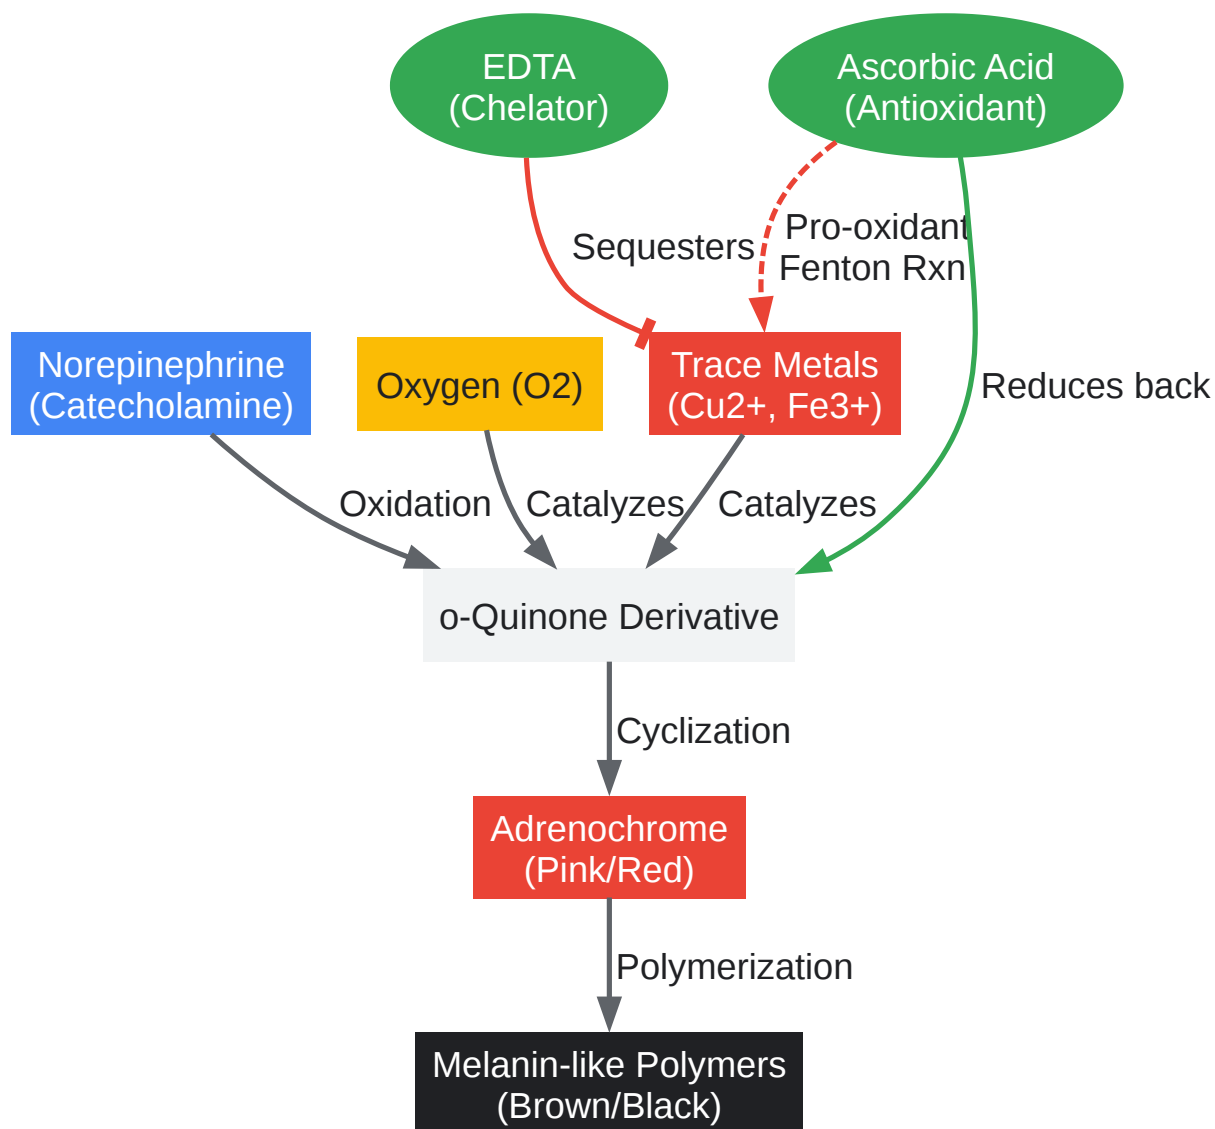 EDTA
(Chelator)
Ascorbic Acid
(Antioxidant)
Sequesters
Pro-oxidant
Fenton Rxn
Norepinephrine
(Catecholamine)
Oxygen (O2)
Trace Metals
(Cu2+, Fe3+)
Reduces back
Oxidation
Catalyzes
Catalyzes
o-Quinone Derivative
Cyclization
Adrenochrome
(Pink/Red)
Polymerization
Melanin-like Polymers
(Brown/Black)